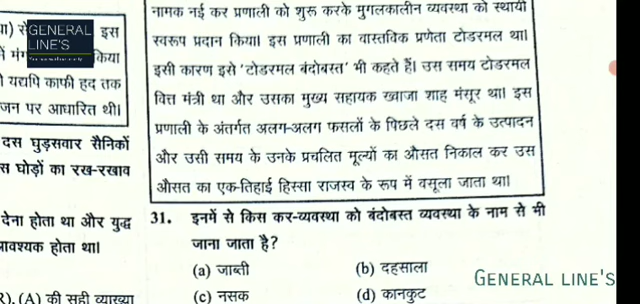 नामक नई कर प्रणाली को शुरू करके मुगलकालीन व्यवस्था को स्थायी
स्वरूप प्रदान किया। इस प्रणाली का वास्तविक प्रणेता टोडरमल था।
इसी कारण इसे 'टोडरमल बंदोबस्त' भी कहते हैं। उस समय टोडरमल
वित्त मंत्री था और उसका मुख्य सहायक ख्वाजा शाह मंसूर था। इस
प्रणाली के अंतर्गत अलग-अलग फसलों के पिछले दस वर्ष के उत्पादन
और उसी समय के उनके प्रचलित मूल्यों का औसत निकाल कर उस
औसत का एक-तिहाई हिस्सा राजस्व के रूप में वसूला जाता था।
31. इनमें से किस कर-व्यवस्था को बंदोबस्त व्यवस्था के नाम से भी
जाना जाता है?
(a) जाब्ती (b) दहसाला
(c) नसक (d) कानकुट
इस
किया
यद्यपि काफी हद तक
जन पर आधारित थी।
दस घुड़सवार सैनिकों
स घोड़ों का रख-रखाव
देना होता था और युद्ध
होता था।
(A) की सही व्याख्या
GENERAL
LINE'S
GENERAL LINE'S